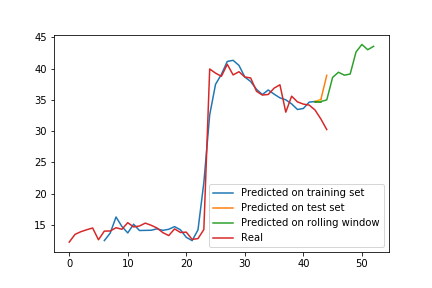 45
40
35
30
25
20
15
0 10 20 30 40 50
Predicted on training set
Predicted on test set
Predicted on rolling window
Real